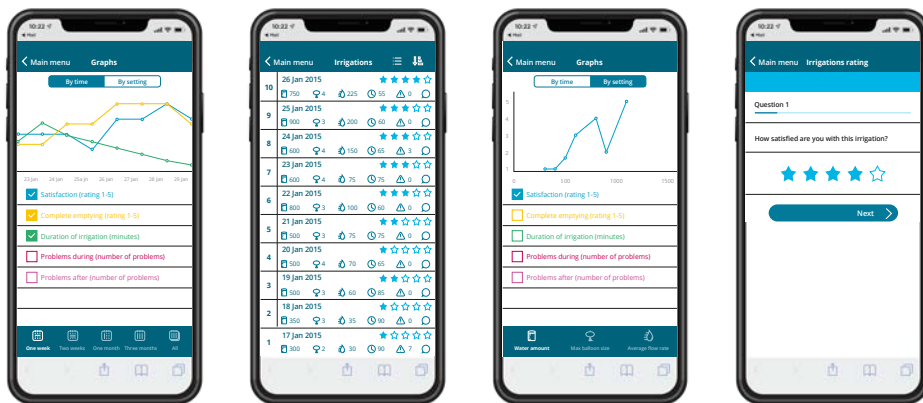 10:22
Mail
Main menu Graphs
By time By setting
23 Jan 24 Jan 25a Jn 26 Jan 27 Jan 28 Jan 29 Jan
Satisfaction (rating 1-5)
Complete emptying (rating 1-5)
Duration of irrigation (minutes)
Problems during (number of problems)
Problems after (number of problems)
One week Two weeks One month Three months All
10:22
Mail
Main menu Irrigations
10 26 Jan 2015
750 4 225 55 0
9 25 Jan 2015
900 3 200 60 0
8 24 Jan 2015
600 4 150 65 3
7 23 Jan 2015
600 4 75 75 0
6 22 Jan 2015
800 3 100 60 0
5 21 Jan 2015
500 3 75 75 0
4 20 Jan 2015
500 4 70 65 0
3 19 Jan 2015
500 3 60 85 0
2 18 Jan 2015
350 3 35 90 0
1 17 Jan 2015
300 2 30 90 7
10:22
Mail
Main menu Graphs
By time By setting
5
4
3
2
1
0 500 1000 1500
Satisfaction (rating 1-5)
Complete emptying (rating 1-5)
Duration of irrigation (minutes)
Problems during (number of problems)
Problems after (number of problems)
Water amount Max balloon size Average flow rate
10:22
Mail
Main menu Irrigations rating
Question 1
How satisfied are you with this irrigation?
Next